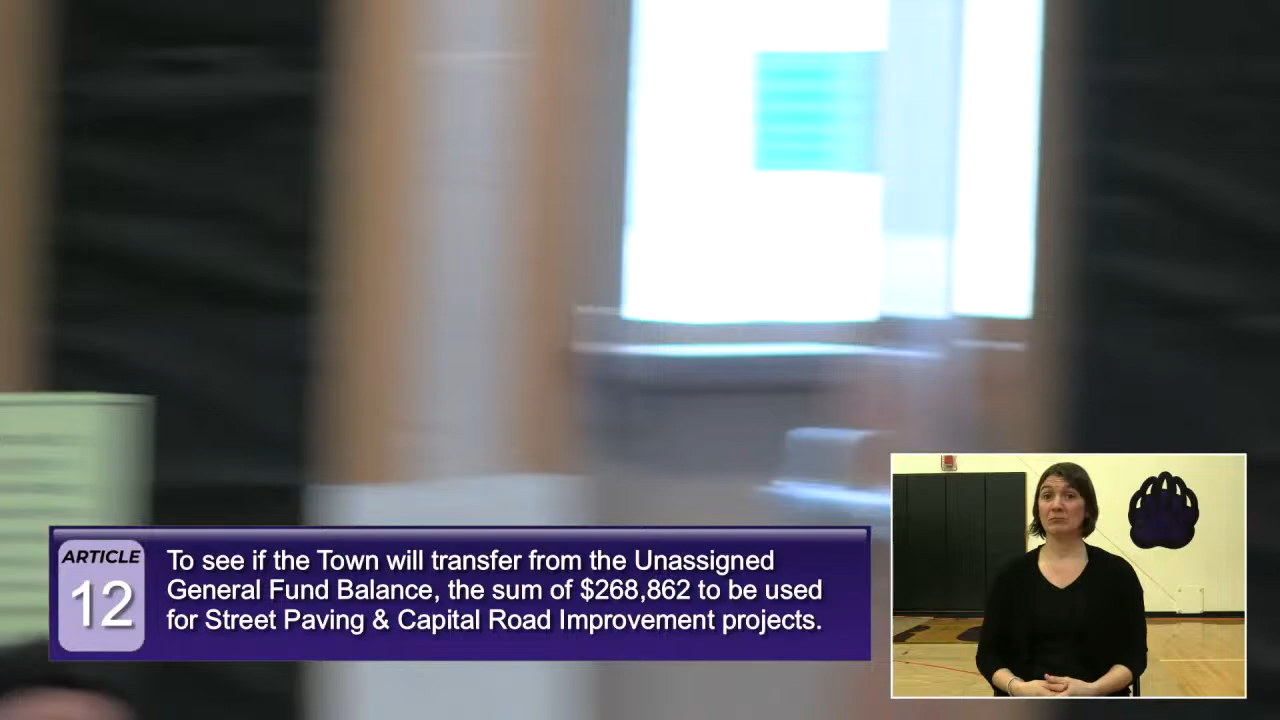 ARTICLE
12
To see if the Town will transfer from the Unassigned
General Fund Balance, the sum of $268,862 to be used
for Street Paving & Capital Road Improvement projects.